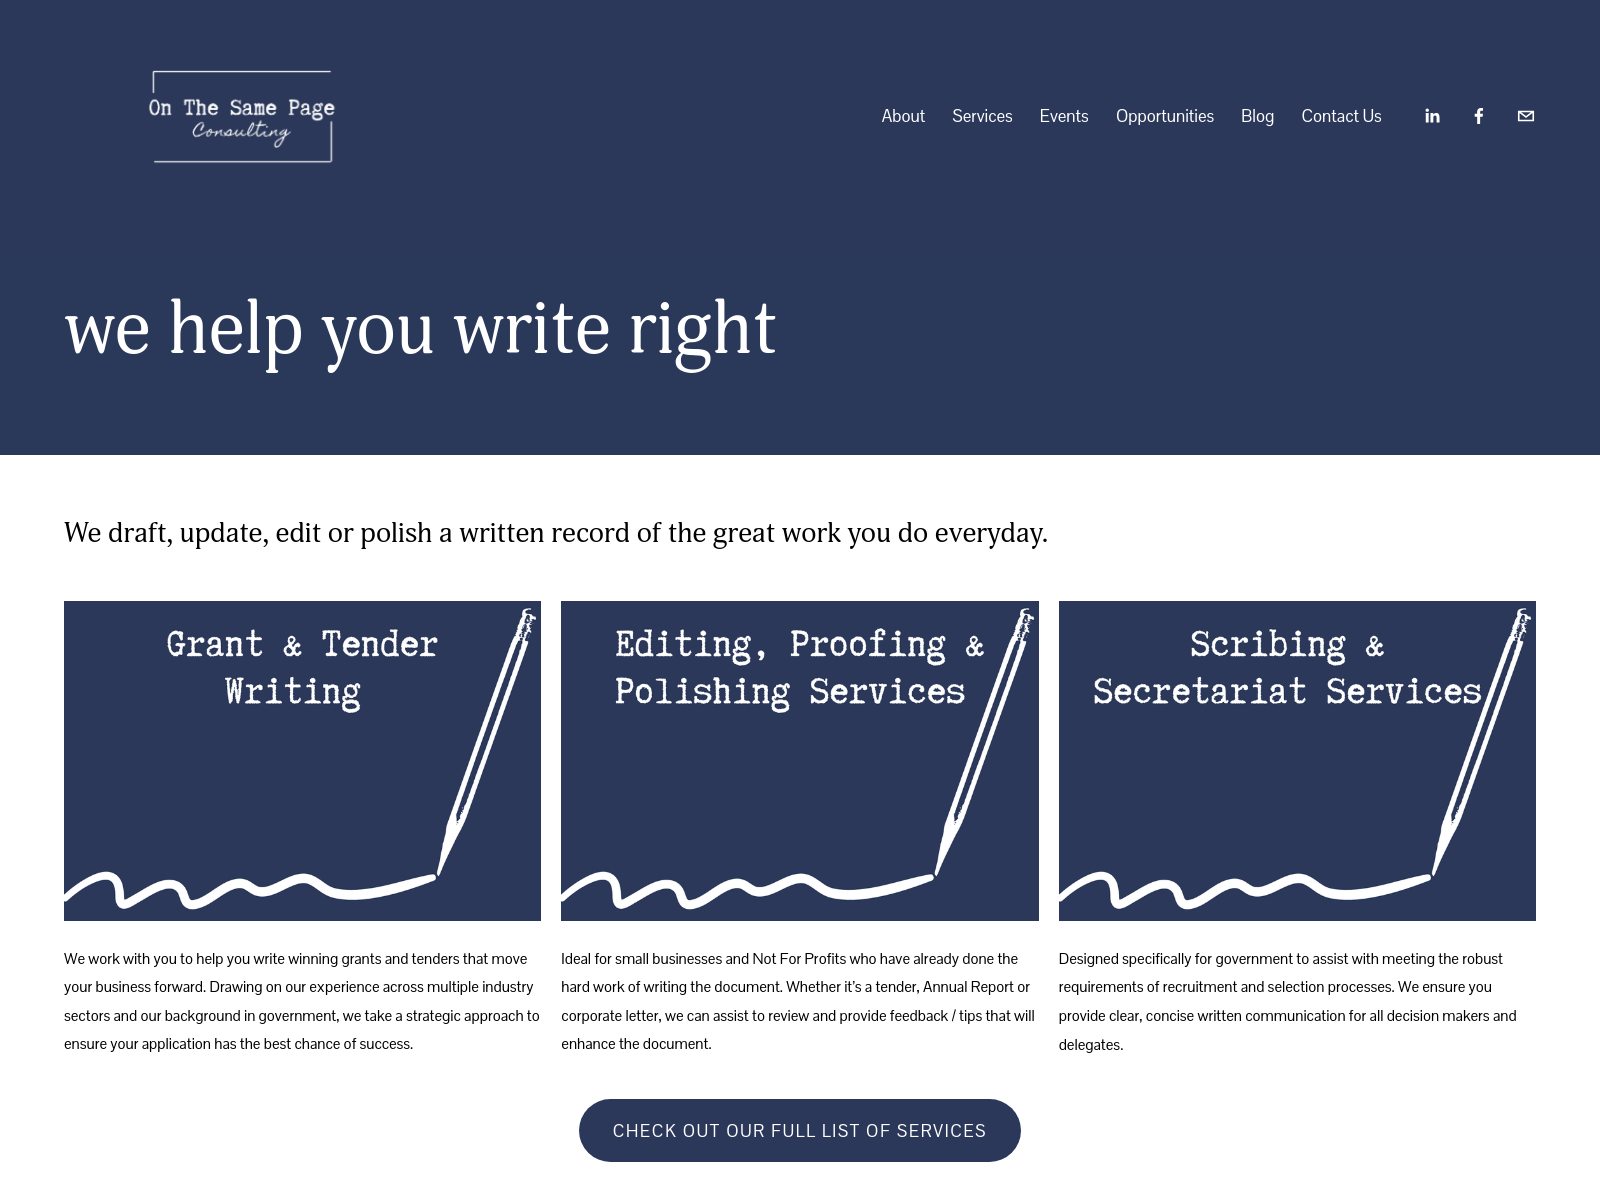 On The Same Page
Consulting
About Services Events Opportunities Blog Contact Us
we help you write right
We draft, update, edit or polish a written record of the great work you do everyday.
Grant & Tender
Writing
Editing, Proofing &
Polishing Services
Scribing &
Secretariat Services
We work with you to help you write winning grants and tenders that move
your business forward. Drawing on our experience across multiple industry
sectors and our background in government, we take a strategic approach to
ensure your application has the best chance of success.
Ideal for small businesses and Not For Profits who have already done the
hard work of writing the document. Whether it's a tender, Annual Report or
corporate letter, we can assist to review and provide feedback / tips that will
enhance the document.
Designed specifically for government to assist with meeting the robust
requirements of recruitment and selection processes. We ensure you
provide clear, concise written communication for all decision makers and
delegates.
CHECK OUT OUR FULL LIST OF SERVICES